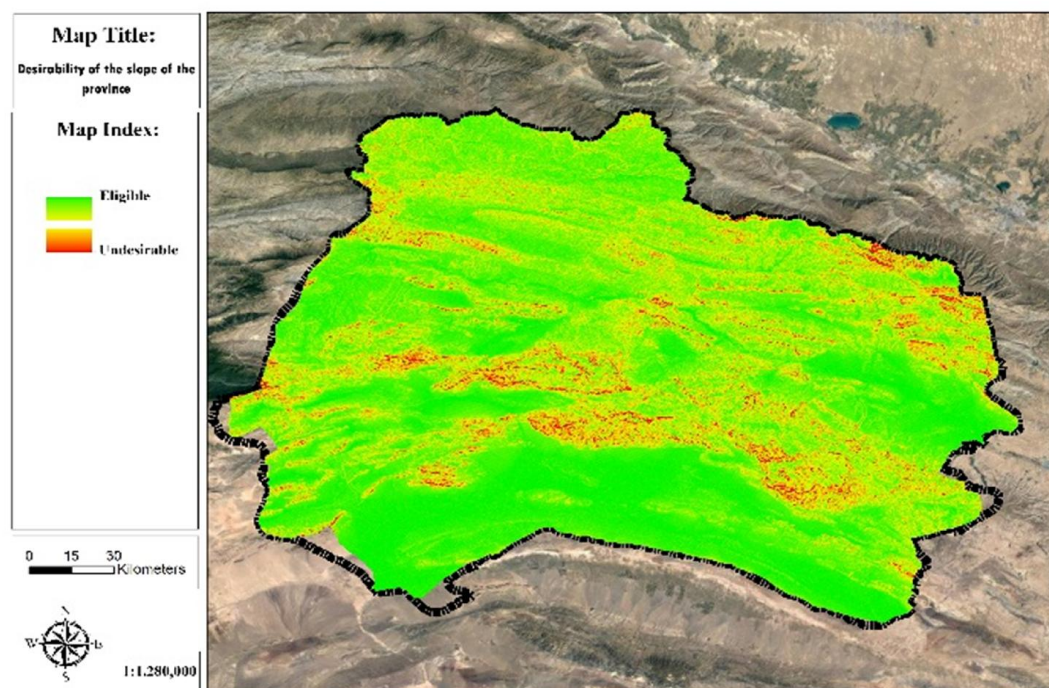 Map Title:
Desirability of the slope of the
province
Map Index:
Eligible
Undesirable
0 15 30
Kilometers
N
W E
S
1:1,280,000